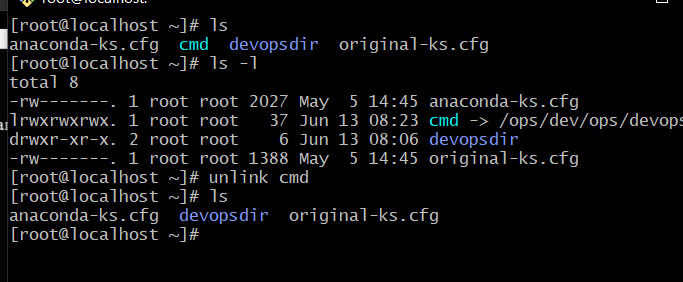 [root@localhost ~]# ls
anaconda-ks.cfg  cmd  devopsdir  original-ks.cfg
[root@localhost ~]# ls -l
total 8
-rw-------. 1 root root 2027 May  5 14:45 anaconda-ks.cfg
lrwxrwxrwx. 1 root root   37 Jun 13 08:23 cmd -> /ops/dev/ops/devops
drwxr-xr-x. 2 root root    6 Jun 13 08:06 devopsdir
-rw-------. 1 root root 1388 May  5 14:45 original-ks.cfg
[root@localhost ~]# unlink cmd
[root@localhost ~]# ls
anaconda-ks.cfg  devopsdir  original-ks.cfg
[root@localhost ~]#